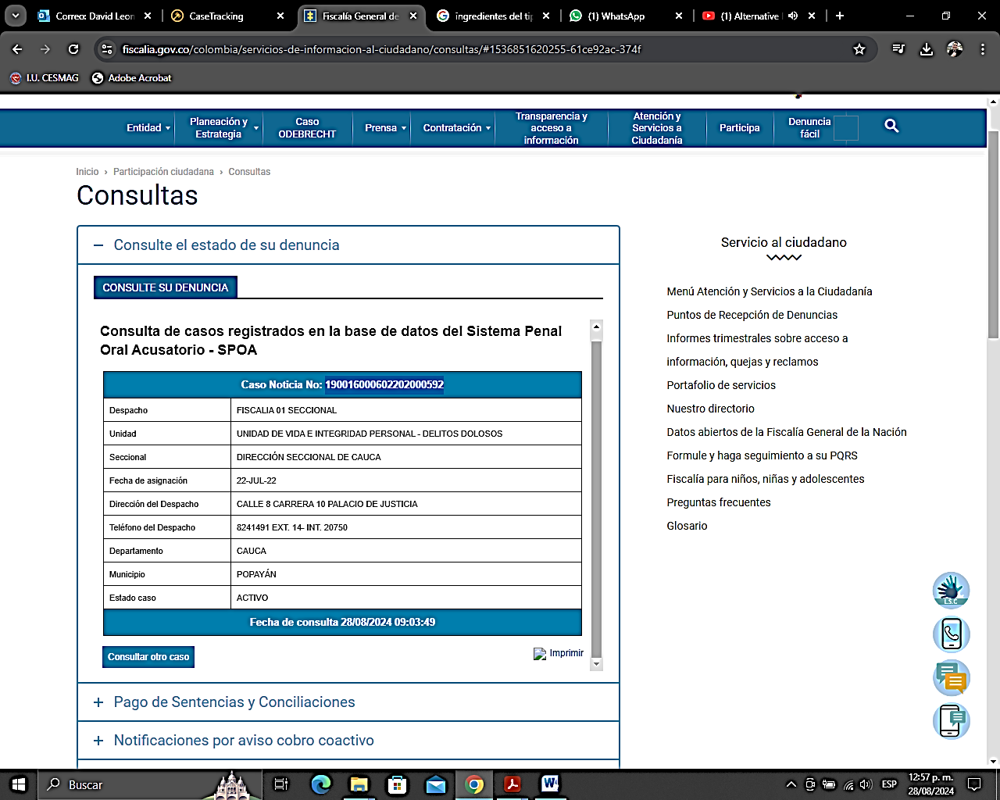 Correo: David Leon
CaseTracking
Fiscalía General de
ingredientes del tip
(1) WhatsApp
(1) Alternative
fiscalia.gov.co/colombia/servicios-de-informacion-al-ciudadano/consultas/#1536851620255-61ce92ac-374f
I.U. CESMAG
Adobe Acrobat
Entidad
Planeación y
Estrategia
Caso
ODEBRECHT
Prensa
Contratación
Transparencia y
acceso a
información
Atención y
Servicios a
Ciudadanía
Participa
Denuncia
fácil
Inicio › Participación ciudadana › Consultas
Consultas
− Consulte el estado de su denuncia
CONSULTE SU DENUNCIA
Consulta de casos registrados en la base de datos del Sistema Penal
Oral Acusatorio - SPOA
Caso Noticia No: 190016000602202000592
Despacho FISCALIA 01 SECCIONAL
Unidad UNIDAD DE VIDA E INTEGRIDAD PERSONAL - DELITOS DOLOSOS
Seccional DIRECCIÓN SECCIONAL DE CAUCA
Fecha de asignación 22-JUL-22
Dirección del Despacho CALLE 8 CARRERA 10 PALACIO DE JUSTICIA
Teléfono del Despacho 8241491 EXT. 14- INT. 20750
Departamento CAUCA
Municipio POPAYÁN
Estado caso ACTIVO
Fecha de consulta 28/08/2024 09:03:49
Consultar otro caso
Imprimir
+ Pago de Sentencias y Conciliaciones
+ Notificaciones por aviso cobro coactivo
Servicio al ciudadano
Menú Atención y Servicios a la Ciudadanía
Puntos de Recepción de Denuncias
Informes trimestrales sobre acceso a
información, quejas y reclamos
Portafolio de servicios
Nuestro directorio
Datos abiertos de la Fiscalía General de la Nación
Formule y haga seguimiento a su PQRS
Fiscalía para niños, niñas y adolescentes
Preguntas frecuentes
Glosario
L.S.C
Buscar
ESP
12:57 p. m.
28/08/2024